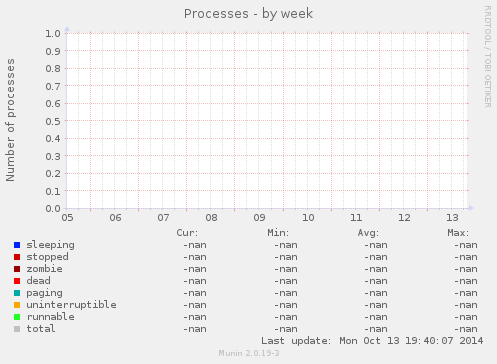 Processes - by week
RRDTOOL / TOBI OETIKER
Number of processes
1.0
0.9
0.8
0.7
0.6
0.5
0.4
0.3
0.2
0.1
0.0
05 06 07 08 09 10 11 12 13
Cur: Min: Avg: Max:
sleeping -nan -nan -nan -nan
stopped -nan -nan -nan -nan
zombie -nan -nan -nan -nan
dead -nan -nan -nan -nan
paging -nan -nan -nan -nan
uninterruptible -nan -nan -nan -nan
runnable -nan -nan -nan -nan
total -nan -nan -nan -nan
Last update: Mon Oct 13 19:40:07 2014
Munin 2.0.19-3